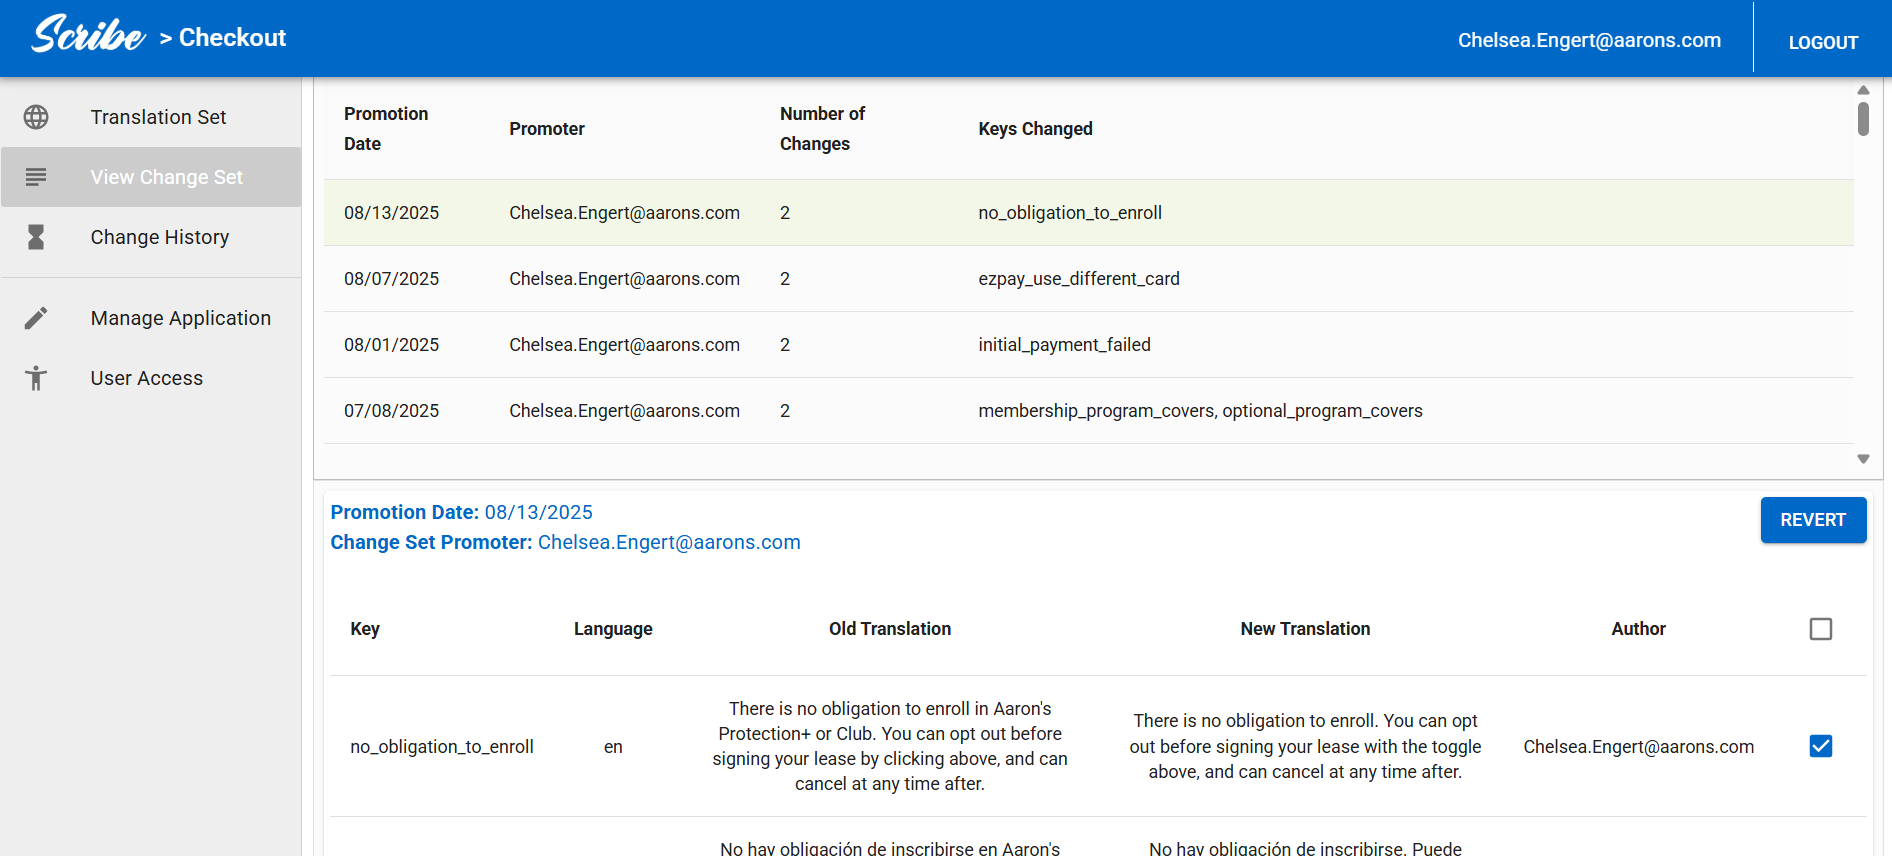 Scribe > Checkout
Chelsea.Engert@aarons.com
LOGOUT
Translation Set
View Change Set
Change History
Manage Application
User Access
Promotion Date
Promoter
Number of Changes
Keys Changed
08/13/2025 Chelsea.Engert@aarons.com 2 no_obligation_to_enroll
08/07/2025 Chelsea.Engert@aarons.com 2 ezpay_use_different_card
08/01/2025 Chelsea.Engert@aarons.com 2 initial_payment_failed
07/08/2025 Chelsea.Engert@aarons.com 2 membership_program_covers, optional_program_covers
Promotion Date: 08/13/2025
Change Set Promoter: Chelsea.Engert@aarons.com
REVERT
Key Language Old Translation New Translation Author
no_obligation_to_enroll
en
There is no obligation to enroll in Aaron's
Protection+ or Club. You can opt out before
signing your lease by clicking above, and can
cancel at any time after.
There is no obligation to enroll. You can opt
out before signing your lease with the toggle
above, and can cancel at any time after.
Chelsea.Engert@aarons.com
No hay obligación de inscribirse en Aaron's
No hay obligación de inscribirse. Puede